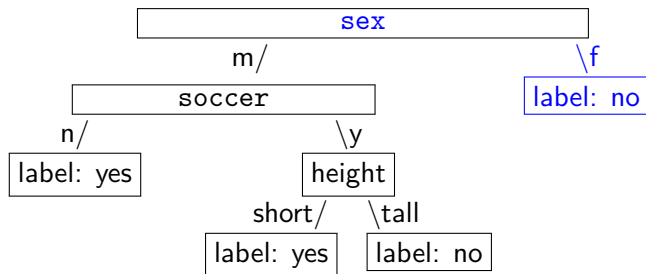 sex
m/ \f
soccer label: no
n/ \y
label: yes height
short/ \tall
label: yes label: no